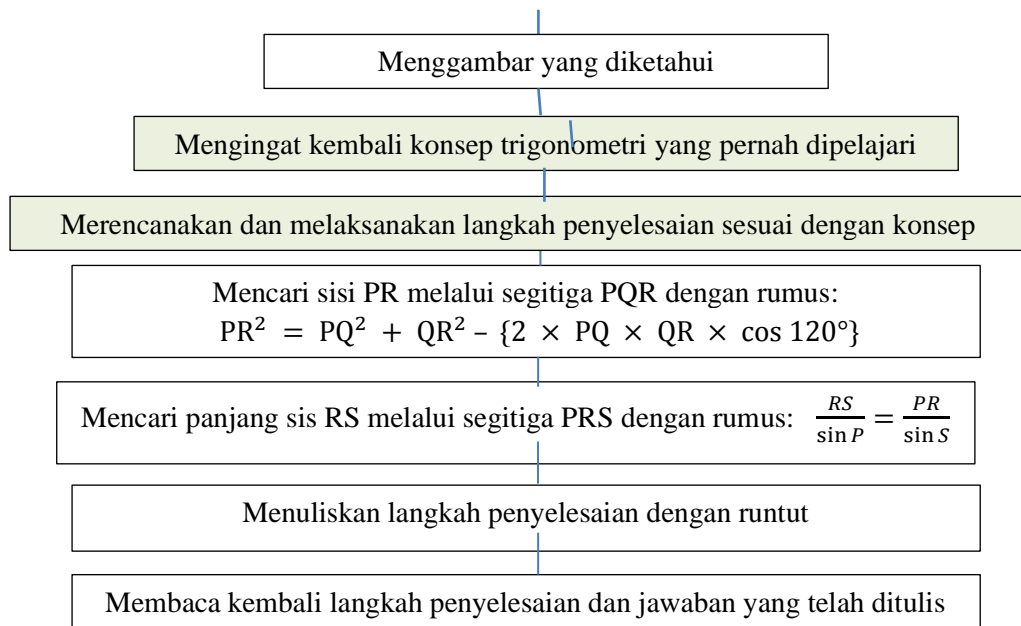 Menggambar yang diketahui
Mengingat kembali konsep trigonometri yang pernah dipelajari
Merencanakan dan melaksanakan langkah penyelesaian sesuai dengan konsep
Mencari sisi PR melalui segitiga PQR dengan rumus:
PR² = PQ² + QR² – {2 × PQ × QR × cos 120°}
Mencari panjang sis RS melalui segitiga PRS dengan rumus: RS/sin P = PR/sin S
Menuliskan langkah penyelesaian dengan runtut
Membaca kembali langkah penyelesaian dan jawaban yang telah ditulis